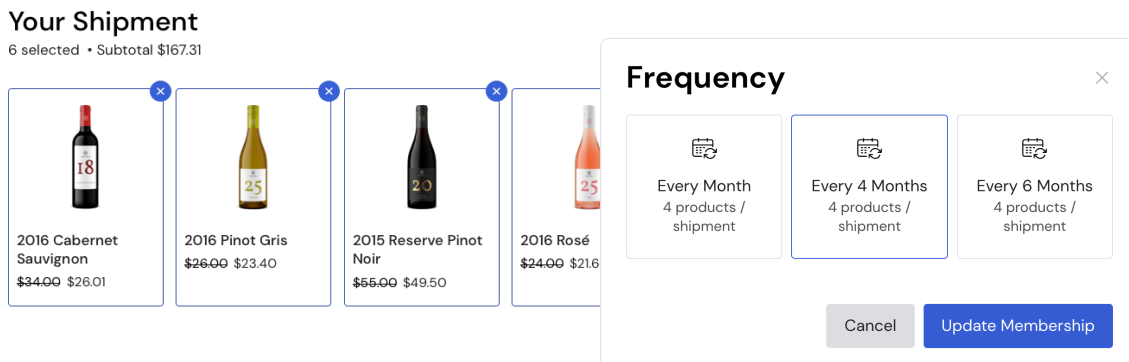 Your Shipment
6 selected • Subtotal $167.31
18
2016 Cabernet
Sauvignon
$34.00 $26.01
25
2016 Pinot Gris
$26.00 $23.40
20
2015 Reserve Pinot
Noir
$55.00 $49.50
25
2016 Rosé
$24.00 $21.6
Frequency
Every Month
4 products /
shipment
Every 4 Months
4 products /
shipment
Every 6 Months
4 products /
shipment
Cancel
Update Membership